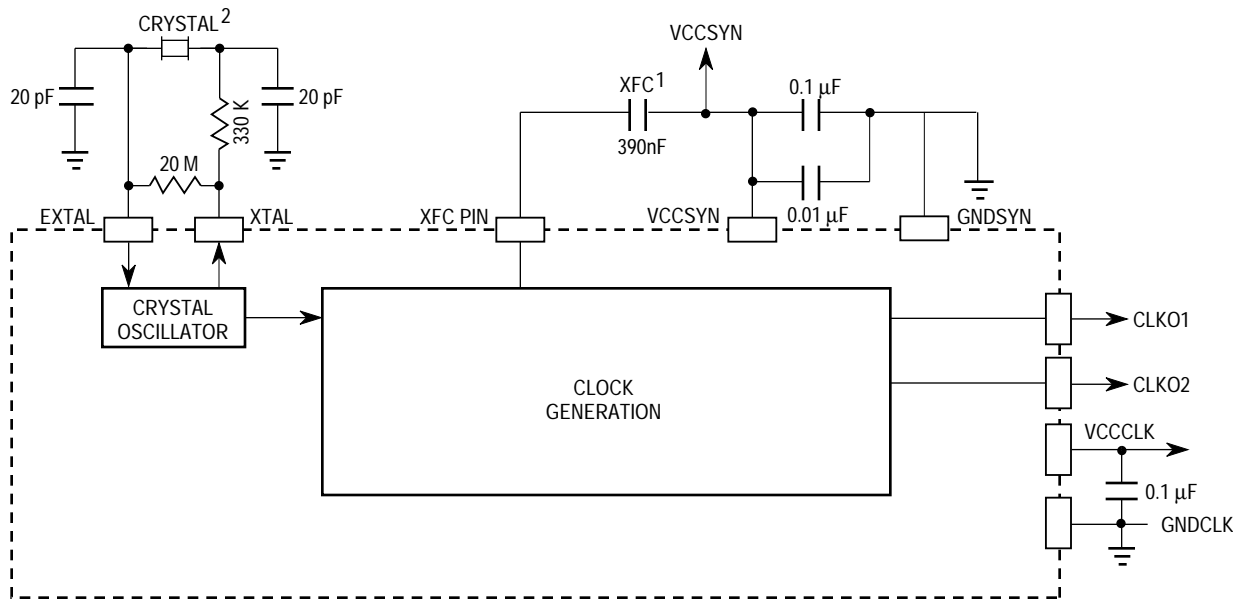 CRYSTAL2
20 pF
20 pF
330 K
20 M
EXTAL
XTAL
VCCSYN
XFC1
390nF
0.1 µF
0.01 µF
XFC PIN
VCCSYN
GNDSYN
CRYSTAL
OSCILLATOR
CLOCK
GENERATION
CLKO1
CLKO2
VCCCLK
0.1 µF
GNDCLK